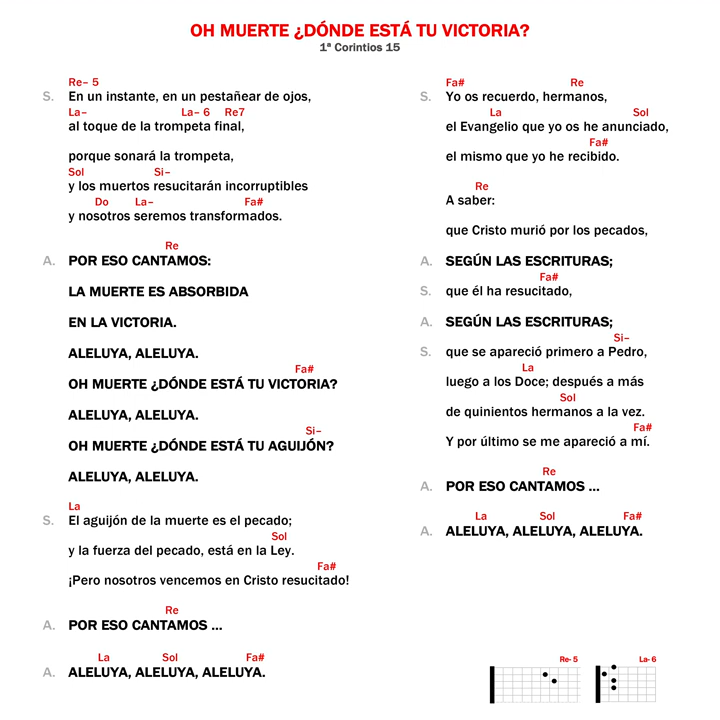 OH MUERTE ¿DÓNDE ESTÁ TU VICTORIA?
1ª Corintios 15
Re– 5
S. En un instante, en un pestañear de ojos,
La– La– 6 Re7
al toque de la trompeta final,
porque sonará la trompeta,
Sol Si–
y los muertos resucitarán incorruptibles
Do La– Fa#
y nosotros seremos transformados.
Re
A. POR ESO CANTAMOS:
LA MUERTE ES ABSORBIDA
EN LA VICTORIA.
ALELUYA, ALELUYA.
Fa#
OH MUERTE ¿DÓNDE ESTÁ TU VICTORIA?
ALELUYA, ALELUYA.
Si–
OH MUERTE ¿DÓNDE ESTÁ TU AGUIJÓN?
ALELUYA, ALELUYA.
La
S. El aguijón de la muerte es el pecado;
Sol
y la fuerza del pecado, está en la Ley.
Fa#
¡Pero nosotros vencemos en Cristo resucitado!
Re
A. POR ESO CANTAMOS ...
La Sol Fa#
A. ALELUYA, ALELUYA, ALELUYA.
Fa# Re
S. Yo os recuerdo, hermanos,
La Sol
el Evangelio que yo os he anunciado,
Fa#
el mismo que yo he recibido.
Re
A saber:
que Cristo murió por los pecados,
A. SEGÚN LAS ESCRITURAS;
Fa#
S. que él ha resucitado,
A. SEGÚN LAS ESCRITURAS;
Si–
S. que se apareció primero a Pedro,
La
luego a los Doce; después a más
Sol
de quinientos hermanos a la vez.
Fa#
Y por último se me apareció a mí.
Re
A. POR ESO CANTAMOS ...
La Sol Fa#
A. ALELUYA, ALELUYA, ALELUYA.
Re- 5 La- 6